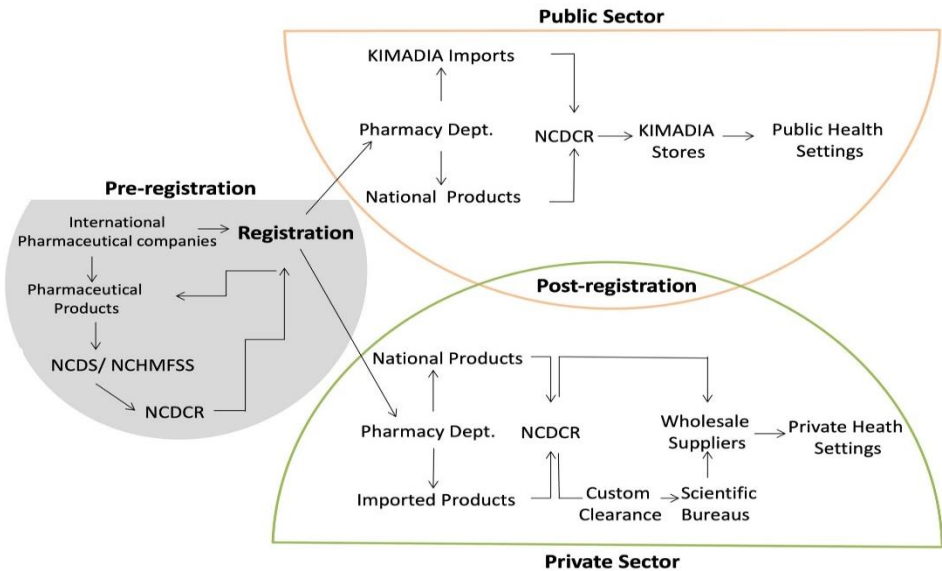 Public Sector
KIMADIA Imports
Pharmacy Dept.
NCDCR
KIMADIA
Stores
Public Health
Settings
National Products
Pre-registration
International
Pharmaceutical companies
Registration
Pharmaceutical
Products
NCDS/ NCHMFSS
NCDCR
Post-registration
National Products
Pharmacy Dept.
NCDCR
Wholesale
Suppliers
Private Heath
Settings
Imported Products
Custom
Clearance
Scientific
Bureaus
Private Sector